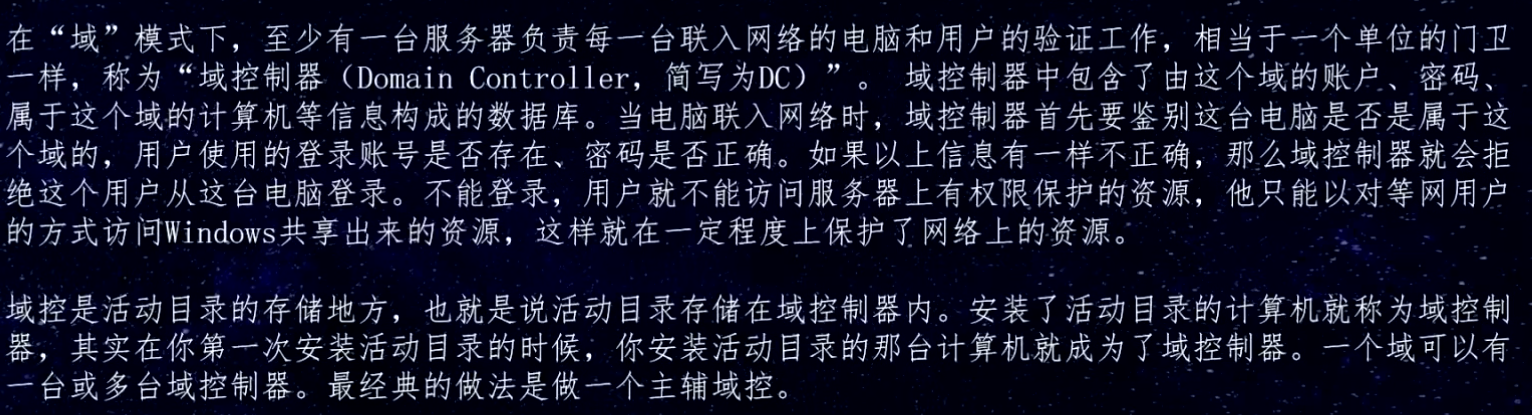 在“域”模式下，至少有一台服务器负责每一台联入网络的电脑和用户的验证工作，相当于一个单位的门卫
一样，称为“域控制器（Domain Controller，简写为DC）”。 域控制器中包含了由这个域的账户、密码、
属于这个域的计算机等信息构成的数据库。当电脑联入网络时，域控制器首先要鉴别这台电脑是否是属于这
个域的，用户使用的登录账号是否存在、密码是否正确。如果以上信息有一样不正确，那么域控制器就会拒
绝这个用户从这台电脑登录。不能登录，用户就不能访问服务器上有权限保护的资源，他只能以对等网用户
的方式访问Windows共享出来的资源，这样就在一定程度上保护了网络上的资源。
域控是活动目录的存储地方，也就是说活动目录存储在域控制器内。安装了活动目录的计算机就称为域控制
器，其实在你第一次安装活动目录的时候，你安装活动目录的那台计算机就成为了域控制器。一个域可以有
一台或多台域控制器。最经典的做法是做一个主辅域控。